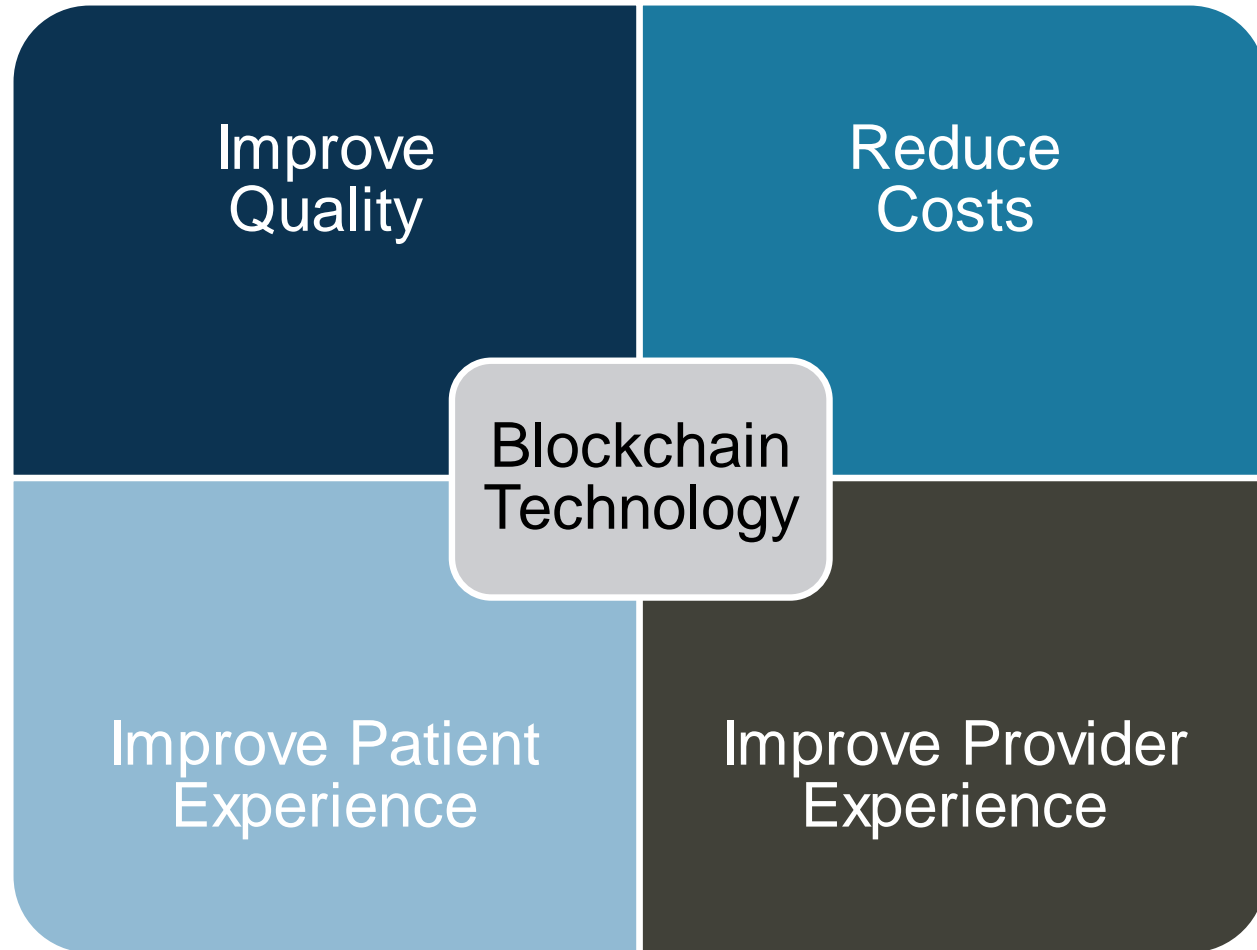 Improve
Quality
Reduce
Costs
Blockchain
Technology
Improve Patient
Experience
Improve Provider
Experience